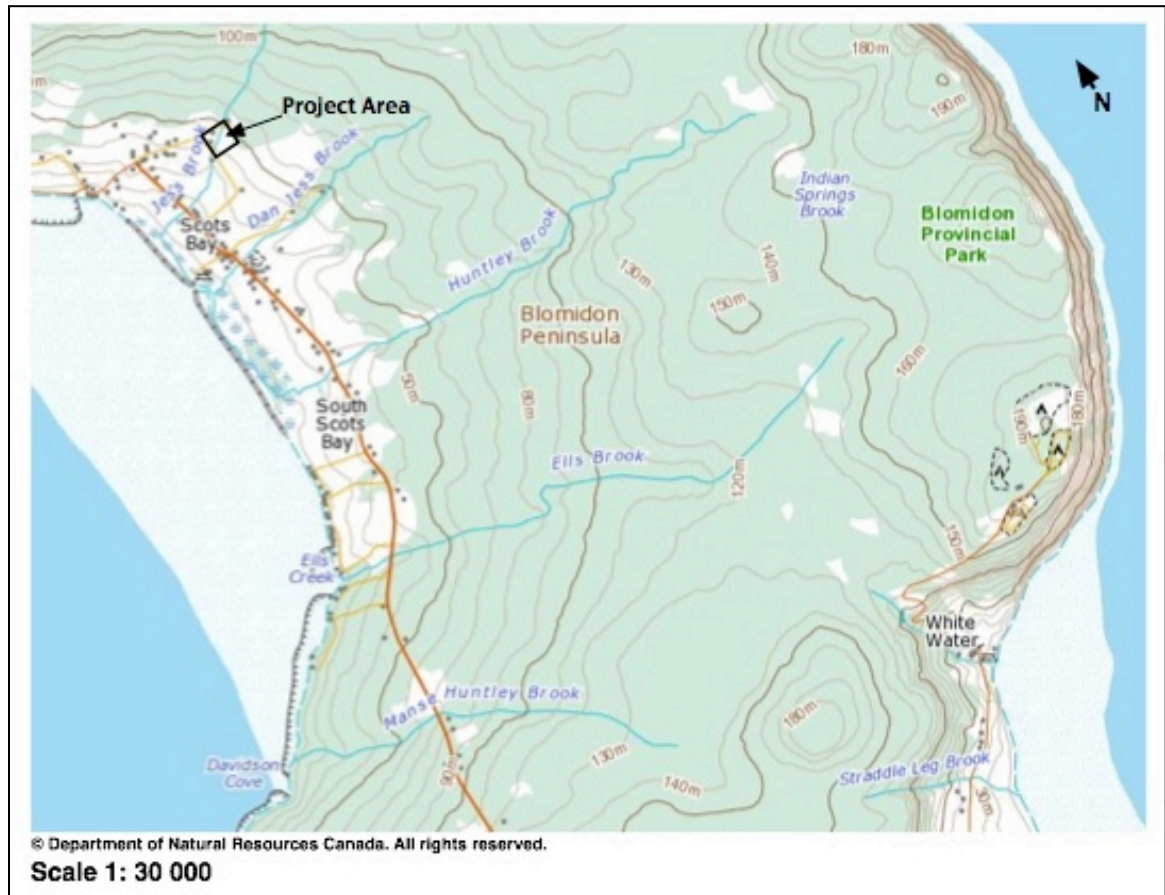 100m
180m
m
Project Area
N
190m
Jess Brook
Dan Jess Brook
Indian
Springs
Brook
Blomidon
Provincial
Park
Scots
Bay
Huntley Brook
130m
140m
150m
Blomidon
Peninsula
160m
50m
80m
South
Scots
Bay
190m
180m
Ells Brook
120m
150m
Ells
Creek
White
Water
Manse Huntley Brook
180m
Davidson
Cove
90m
130m
140m
Straddle Leg Brook
30m
© Department of Natural Resources Canada. All rights reserved.
Scale 1: 30 000